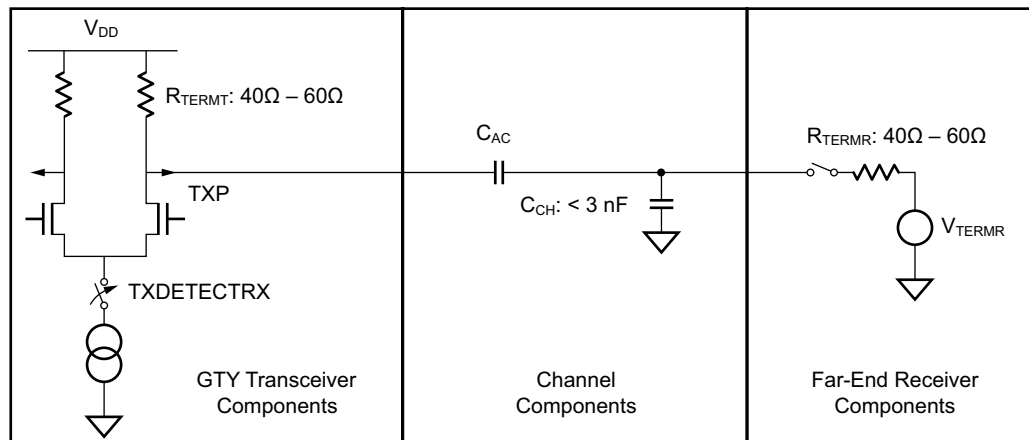 VDD
RTERMT: 40Ω – 60Ω
TXP
TXDETECTRX
GTY Transceiver
Components
CAC
CCH: < 3 nF
Channel
Components
RTERMR: 40Ω – 60Ω
VTERMR
Far-End Receiver
Components